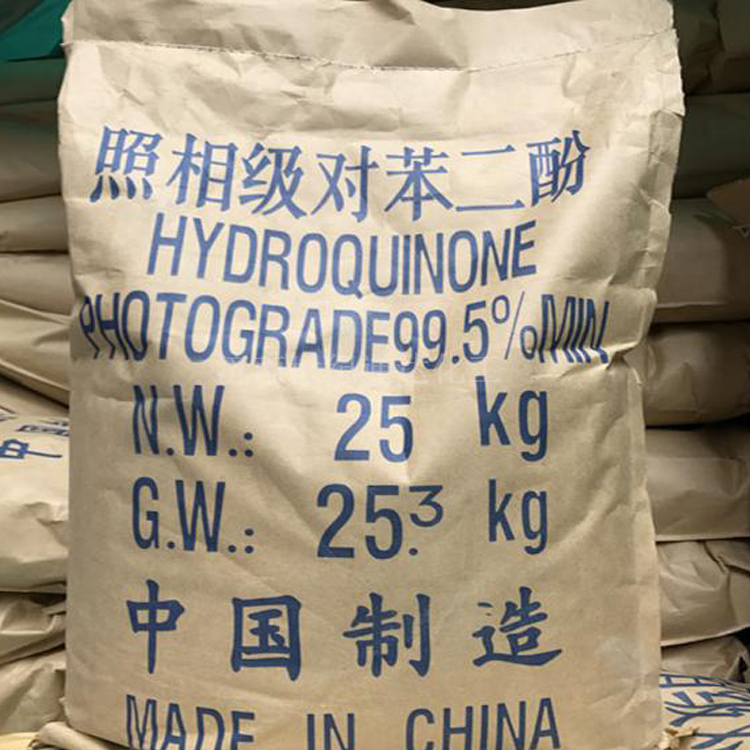 照相级对苯二酚
HYDROQUINONE
PHOTOGRADE99.5%MIN
N.W.: 25 kg
G.W.: 25.3 kg
中国制造
MADE IN CHINA
中